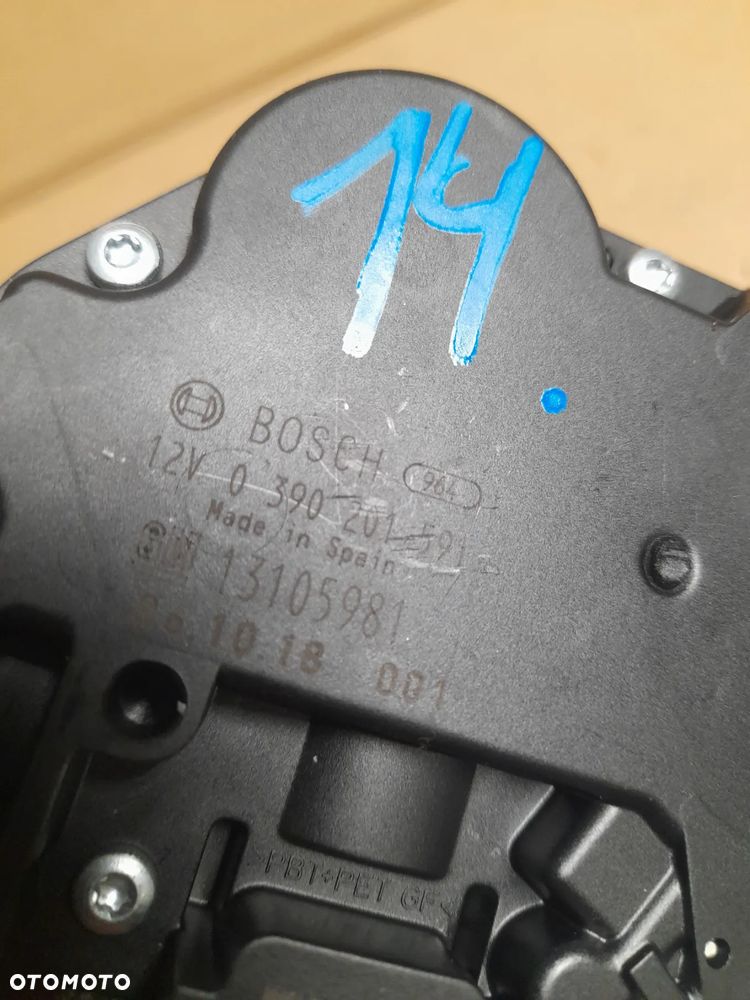 14.
BOSCH 964
12V 0 390 201 591
Made in Spain
GM 13105981
10 18 001
>PBT+PET GF<
OTOMOTO